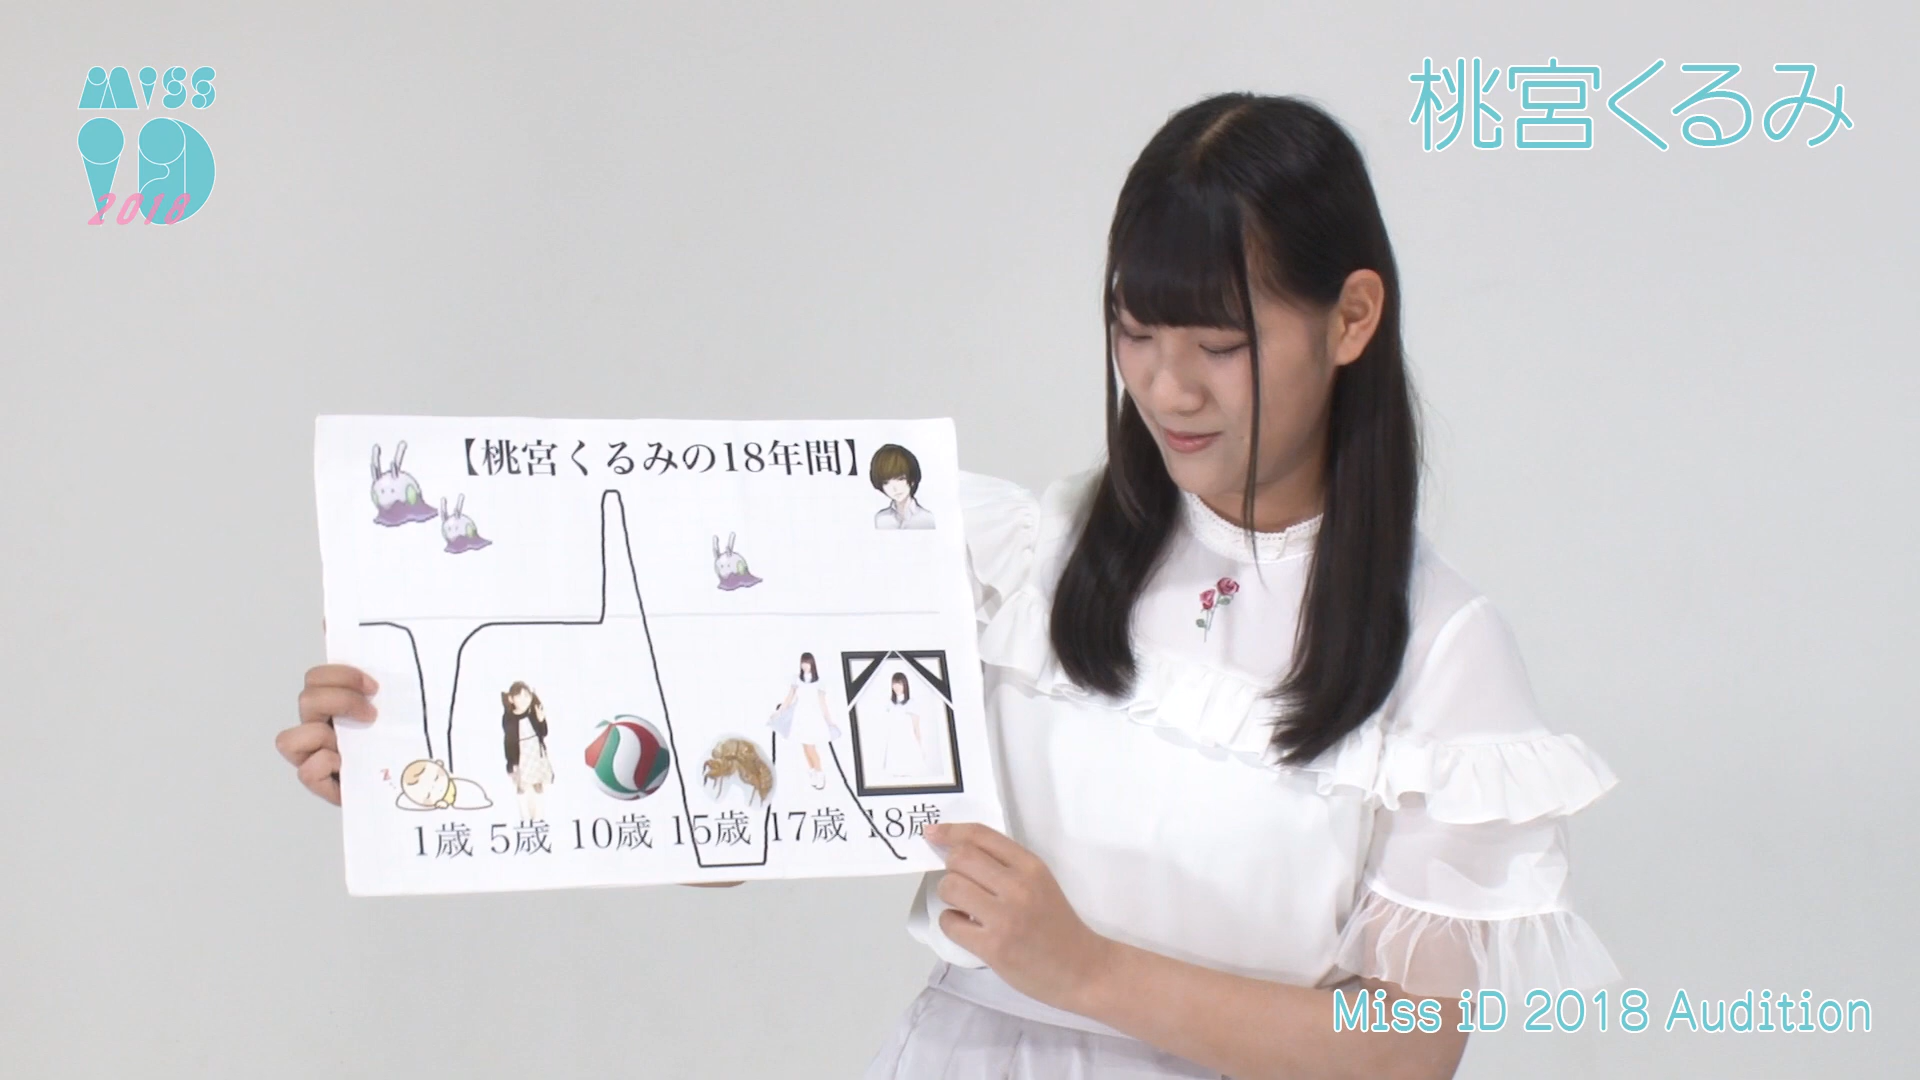 Miss
iD
2018
桃宮くるみ
【桃宮くるみの18年間】
z
1歳 5歳 10歳 15歳 17歳 18歳
Miss iD 2018 Audition